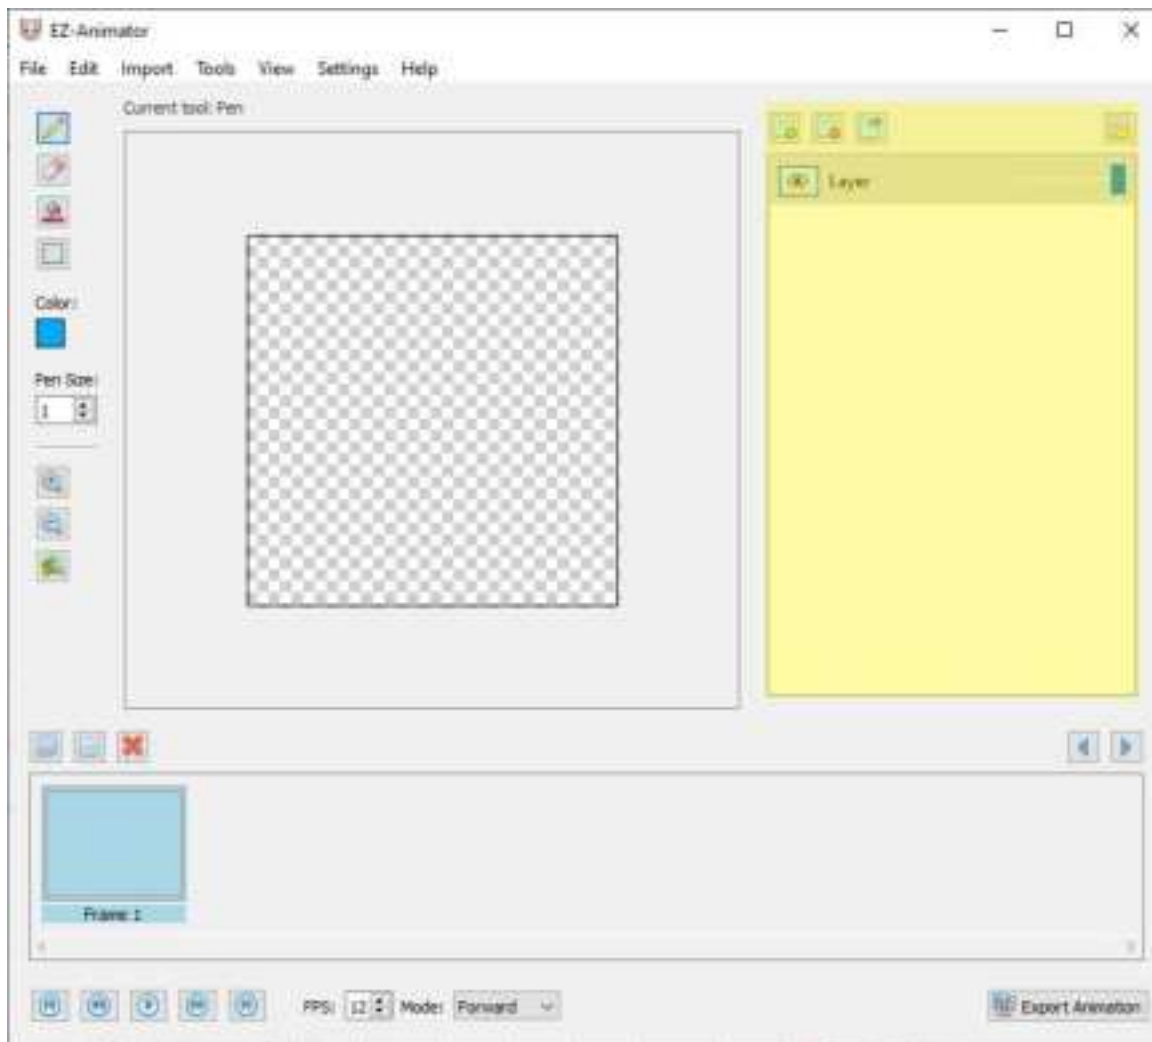 EZ-Animator
File Edit Import Tools View Settings Help
Current tool: Pen
Layer
Color:
Pen Size:
1
Frame 1
FPS: 12 Mode: Forward
Export Animation